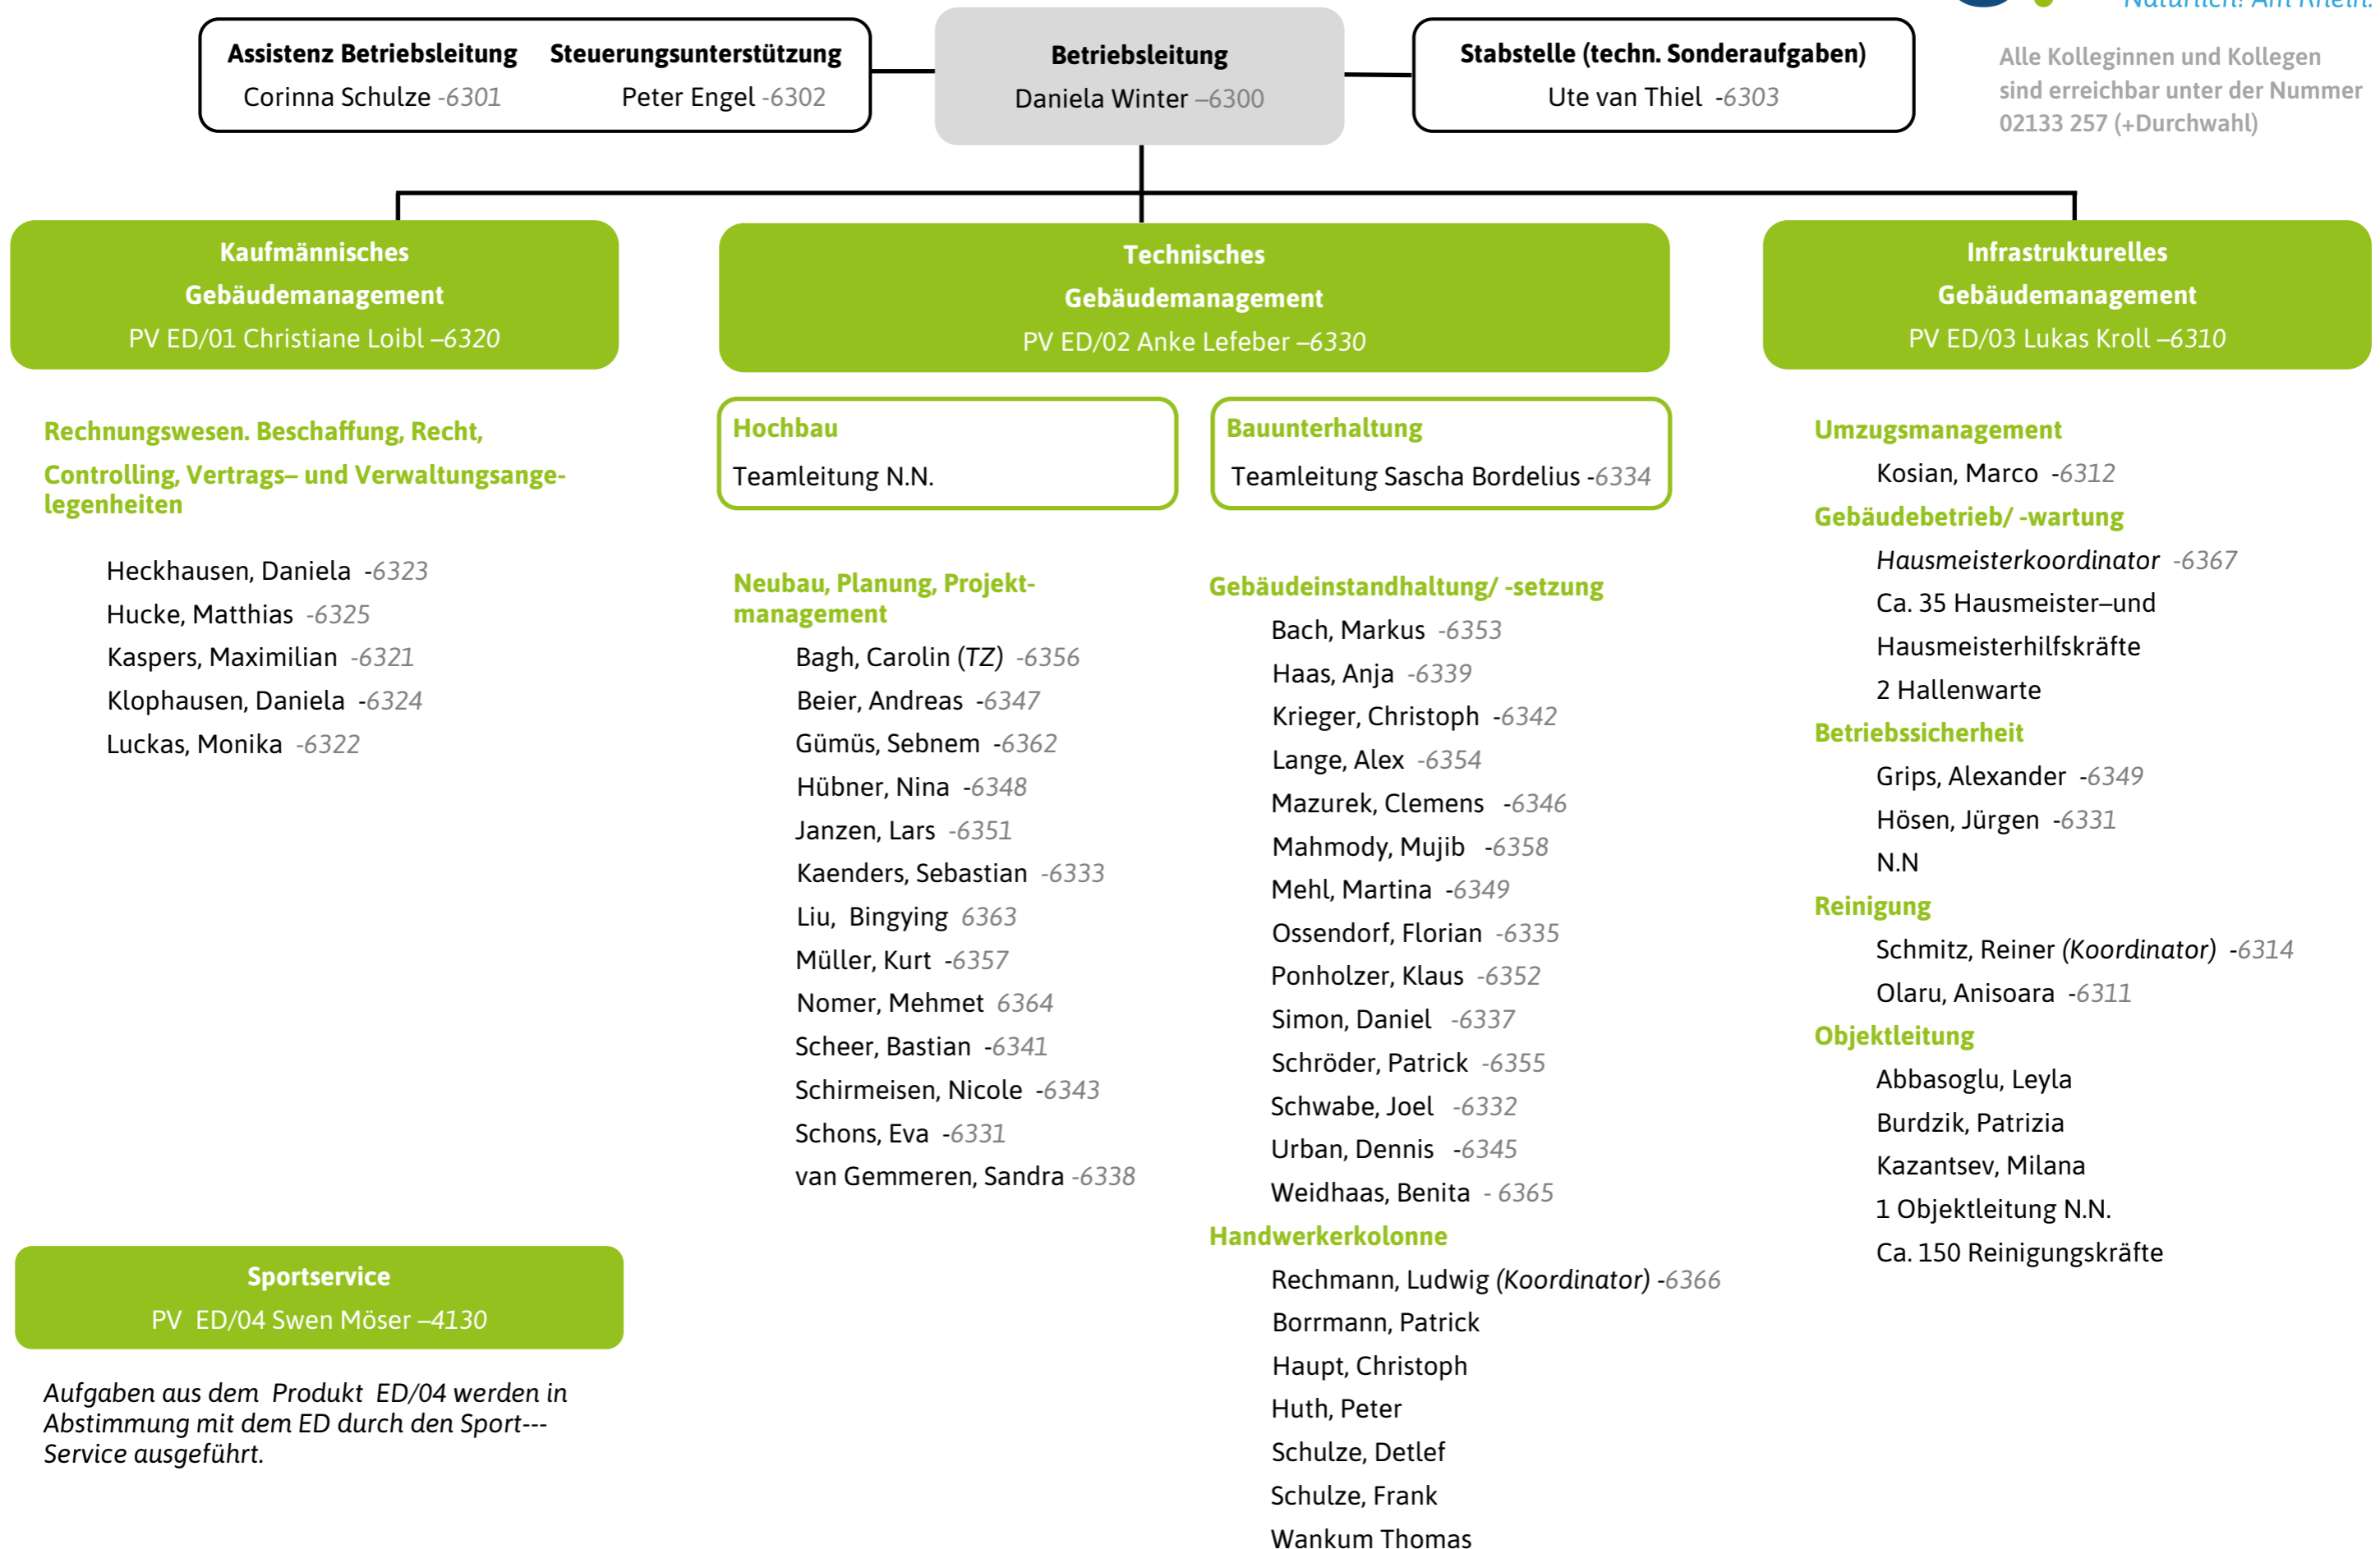 Natürlich! Am Rhein.
Assistenz Betriebsleitung Steuerungsunterstützung
Corinna Schulze -6301 Peter Engel -6302
Betriebsleitung
Daniela Winter –6300
Stabstelle (techn. Sonderaufgaben)
Ute van Thiel -6303
Alle Kolleginnen und Kollegen
sind erreichbar unter der Nummer
02133 257 (+Durchwahl)
Kaufmännisches
Gebäudemanagement
PV ED/01 Christiane Loibl –6320
Rechnungswesen. Beschaffung, Recht,
Controlling, Vertrags– und Verwaltungsange-
legenheiten
Heckhausen, Daniela -6323
Hucke, Matthias -6325
Kaspers, Maximilian -6321
Klophausen, Daniela -6324
Luckas, Monika -6322
Sportservice
PV ED/04 Swen Möser –4130
Aufgaben aus dem Produkt ED/04 werden in
Abstimmung mit dem ED durch den Sport---
Service ausgeführt.
Technisches
Gebäudemanagement
PV ED/02 Anke Lefeber –6330
Hochbau
Teamleitung N.N.
Neubau, Planung, Projekt-
management
Bagh, Carolin (TZ) -6356
Beier, Andreas -6347
Gümüs, Sebnem -6362
Hübner, Nina -6348
Janzen, Lars -6351
Kaenders, Sebastian -6333
Liu, Bingying 6363
Müller, Kurt -6357
Nomer, Mehmet 6364
Scheer, Bastian -6341
Schirmeisen, Nicole -6343
Schons, Eva -6331
van Gemmeren, Sandra -6338
Bauunterhaltung
Teamleitung Sascha Bordelius -6334
Gebäudeinstandhaltung/ -setzung
Bach, Markus -6353
Haas, Anja -6339
Krieger, Christoph -6342
Lange, Alex -6354
Mazurek, Clemens -6346
Mahmody, Mujib -6358
Mehl, Martina -6349
Ossendorf, Florian -6335
Ponholzer, Klaus -6352
Simon, Daniel -6337
Schröder, Patrick -6355
Schwabe, Joel -6332
Urban, Dennis -6345
Weidhaas, Benita - 6365
Handwerkerkolonne
Rechmann, Ludwig (Koordinator) -6366
Borrmann, Patrick
Haupt, Christoph
Huth, Peter
Schulze, Detlef
Schulze, Frank
Wankum Thomas
Infrastrukturelles
Gebäudemanagement
PV ED/03 Lukas Kroll –6310
Umzugsmanagement
Kosian, Marco -6312
Gebäudebetrieb/ -wartung
Hausmeisterkoordinator -6367
Ca. 35 Hausmeister–und
Hausmeisterhilfskräfte
2 Hallenwarte
Betriebssicherheit
Grips, Alexander -6349
Hösen, Jürgen -6331
N.N
Reinigung
Schmitz, Reiner (Koordinator) -6314
Olaru, Anisoara -6311
Objektleitung
Abbasoglu, Leyla
Burdzik, Patrizia
Kazantsev, Milana
1 Objektleitung N.N.
Ca. 150 Reinigungskräfte